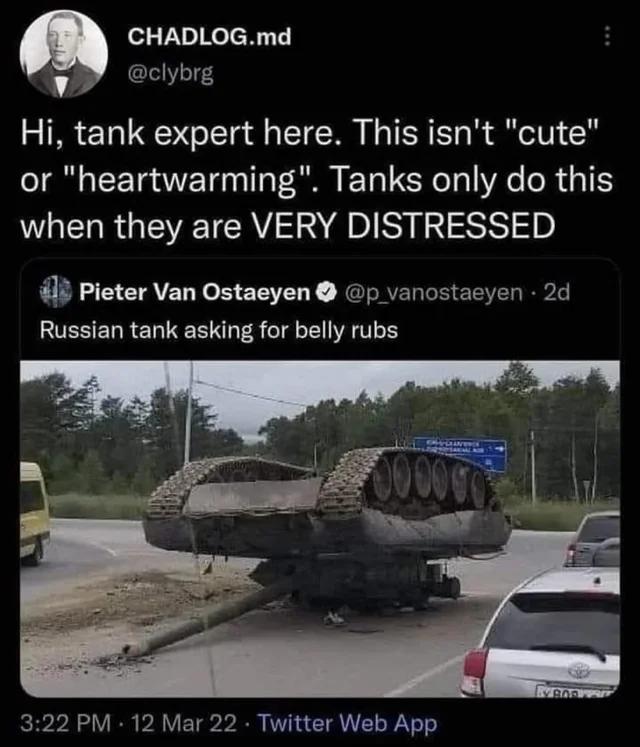 CHADLOG.md
@clybrg
Hi, tank expert here. This isn't "cute"
or "heartwarming". Tanks only do this
when they are VERY DISTRESSED
Pieter Van Ostaeyen @p_vanostaeyen · 2d
Russian tank asking for belly rubs
3:22 PM · 12 Mar 22 · Twitter Web App